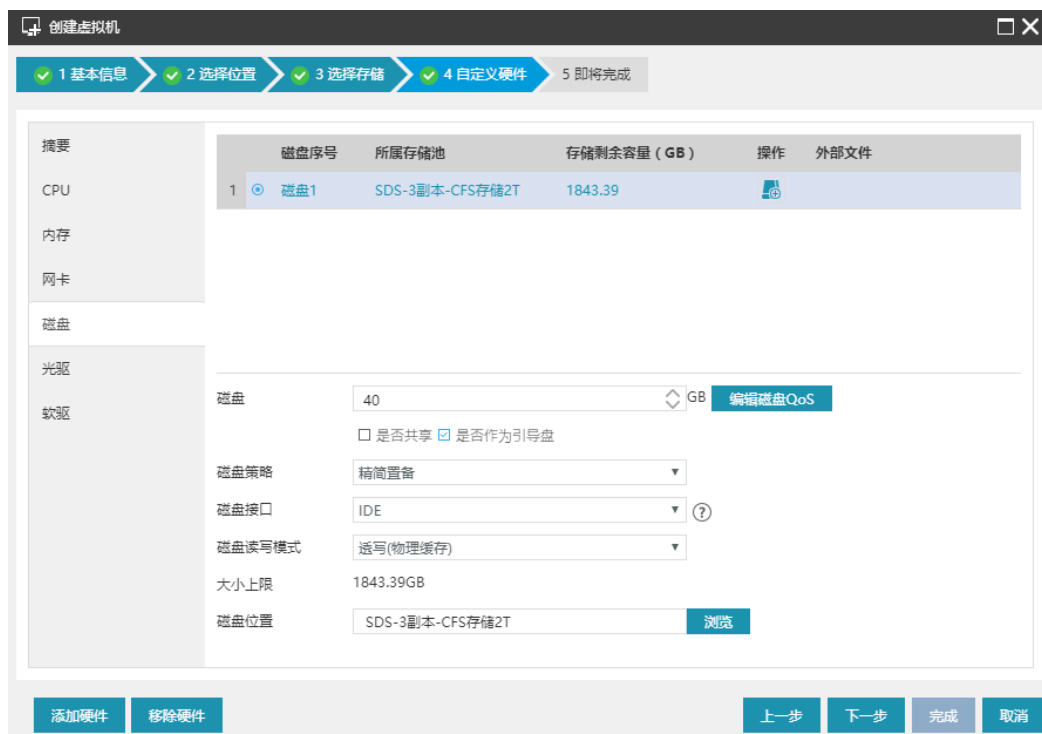 创建虚拟机
1 基本信息 2 选择位置 3 选择存储 4 自定义硬件 5 即将完成
摘要
CPU
内存
网卡
磁盘
光驱
软驱
磁盘序号 所属存储池 存储剩余容量（GB） 操作 外部文件
1 磁盘1 SDS-3副本-CFS存储2T 1843.39
磁盘 40 GB 编辑磁盘QoS
是否共享 是否作为引导盘
磁盘策略 精简置备
磁盘接口 IDE ?
磁盘读写模式 透写(物理缓存)
大小上限 1843.39GB
磁盘位置 SDS-3副本-CFS存储2T 浏览
添加硬件 移除硬件 上一步 下一步 完成 取消